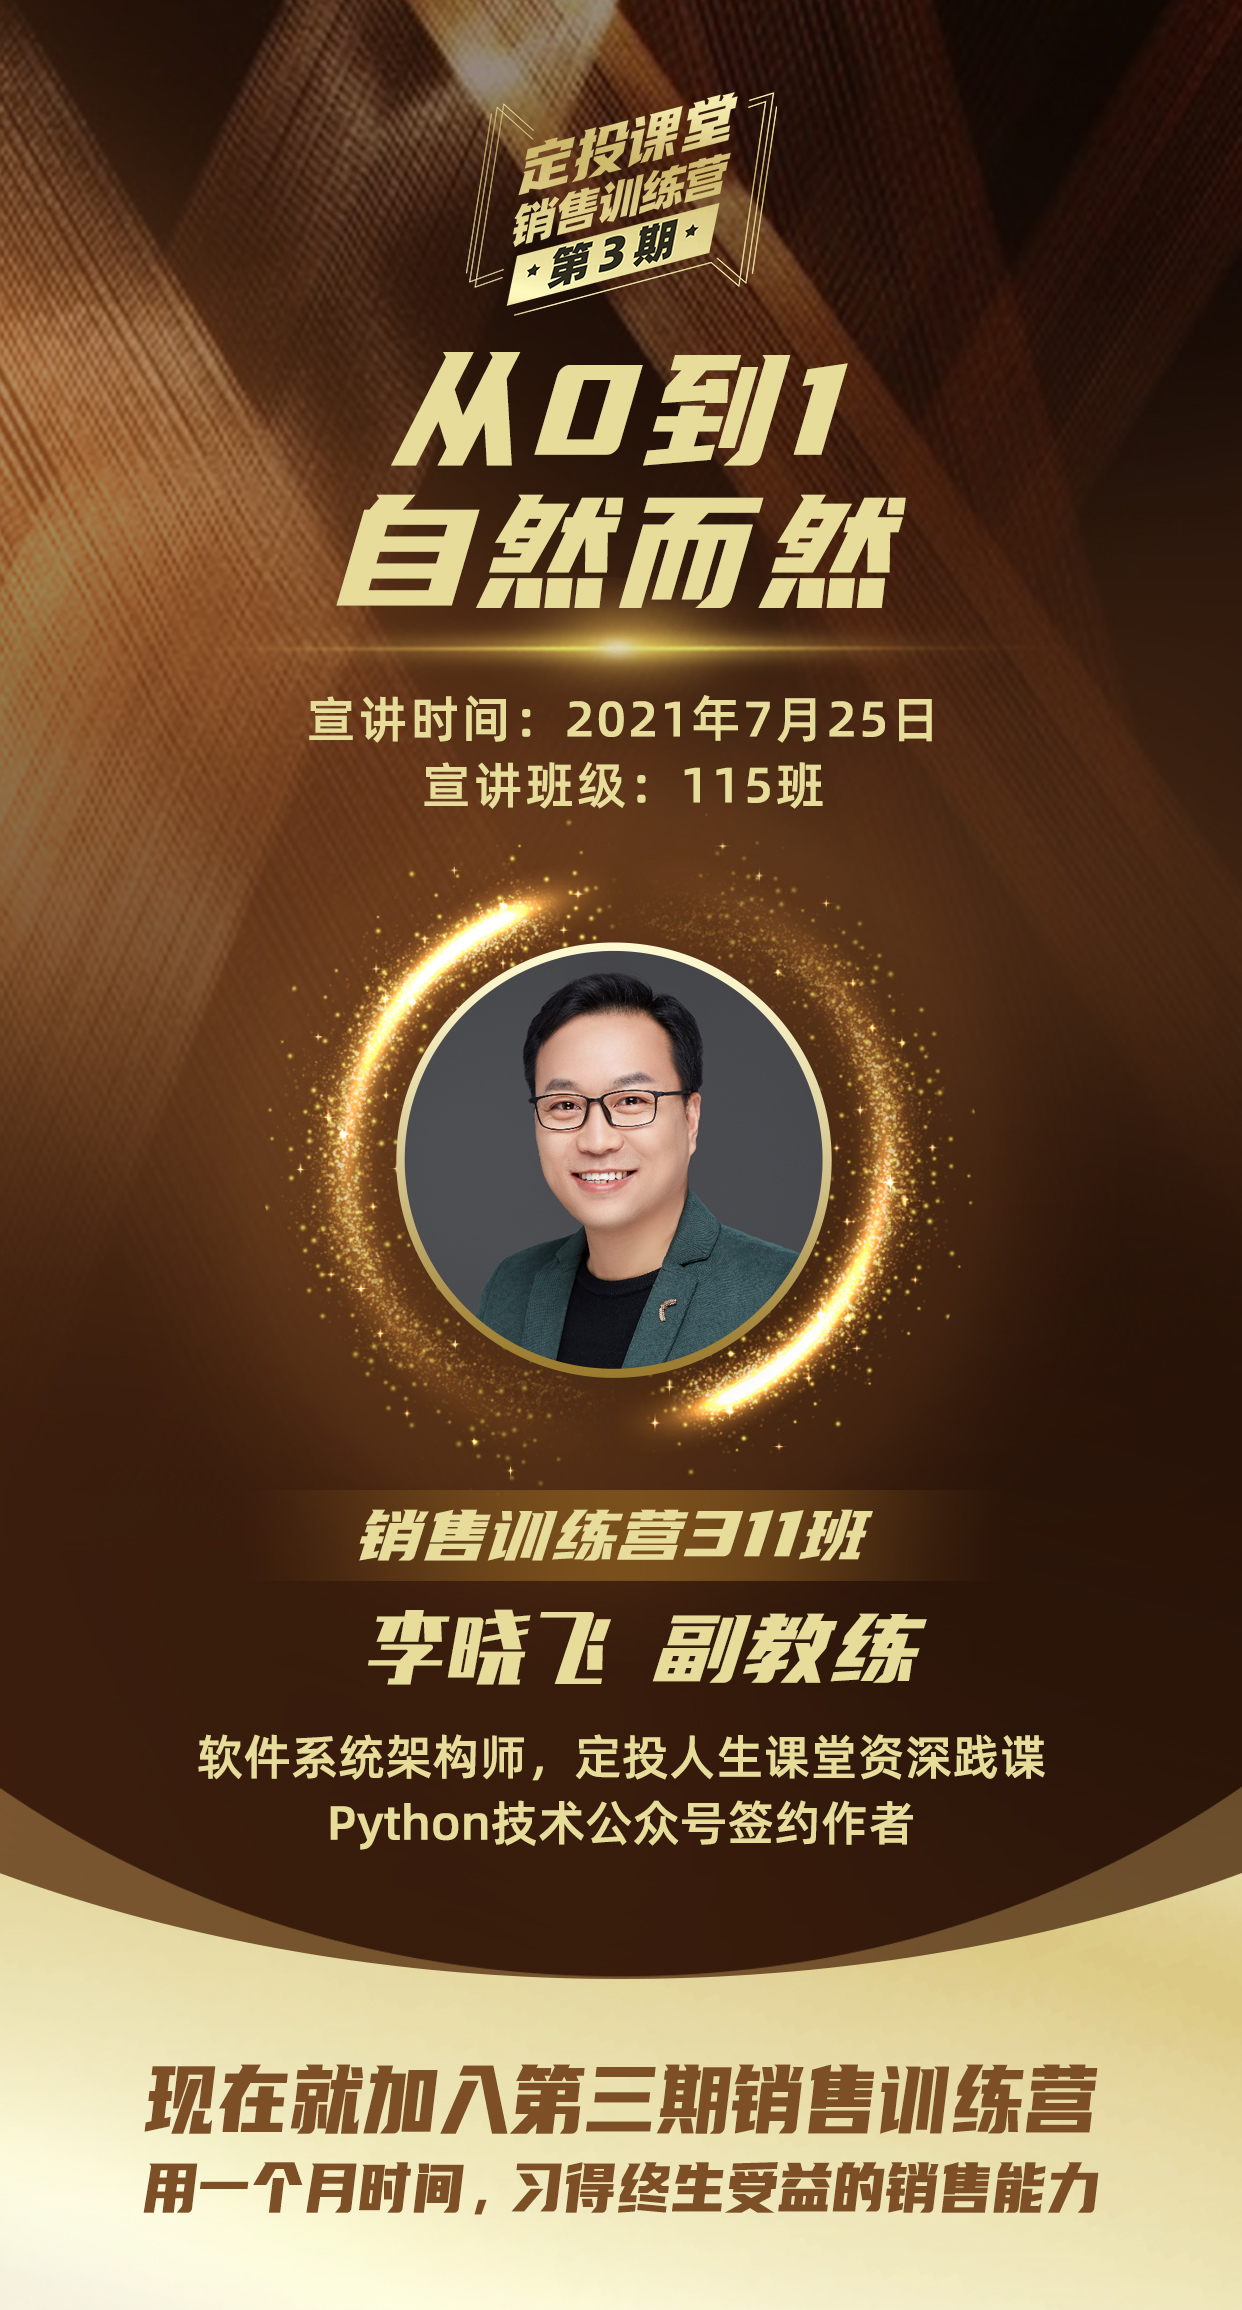 定投课堂
销售训练营
第3期
从0到1
自然而然
宣讲时间：2021年7月25日
宣讲班级：115班
销售训练营311班
李晓飞 副教练
软件系统架构师，定投人生课堂资深践谍
Python技术公众号签约作者
现在就加入第三期销售训练营
用一个月时间，习得终生受益的销售能力